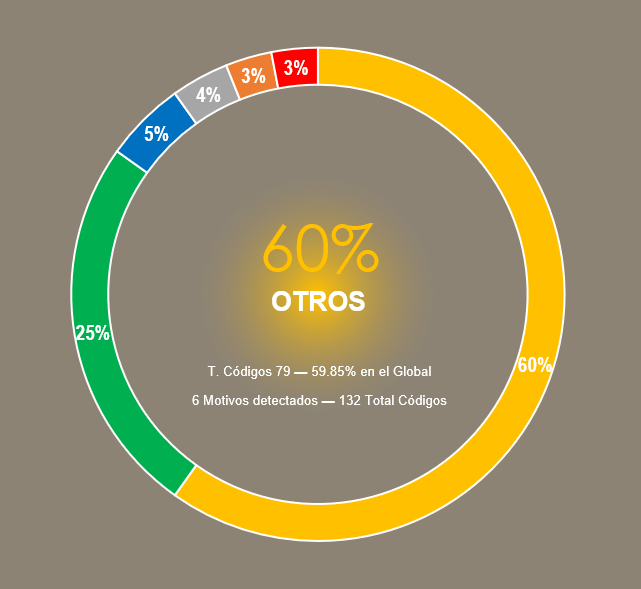 3%
3%
4%
5%
60%
OTROS
25%
60%
T. Códigos 79 — 59.85% en el Global
6 Motivos detectados — 132 Total Códigos